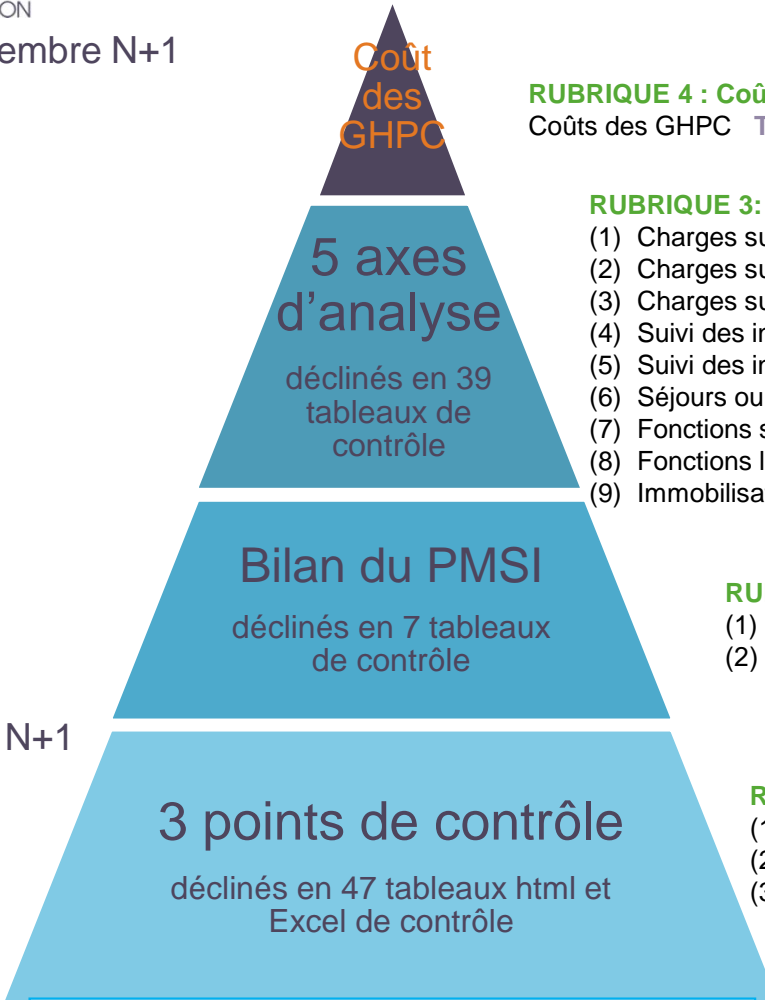 ON
embre N+1
Coût
des
GHPC
RUBRIQUE 4 : Coû
Coûts des GHPC T
5 axes
d’analyse
déclinés en 39
tableaux de
contrôle
RUBRIQUE 3:
(1) Charges su
(2) Charges su
(3) Charges su
(4) Suivi des in
(5) Suivi des in
(6) Séjours ou
(7) Fonctions s
(8) Fonctions l
(9) Immobilisa
Bilan du PMSI
déclinés en 7 tableaux
de contrôle
RU
(1)
(2)
N+1
3 points de contrôle
déclinés en 47 tableaux html et
Excel de contrôle
R
(1
(2
(3